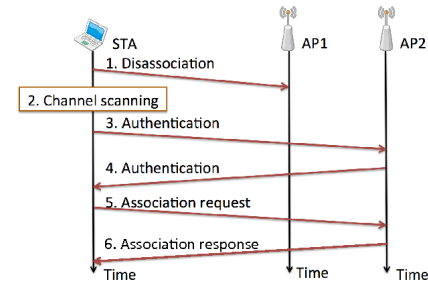 STA
AP1
AP2
1. Disassociation
2. Channel scanning
3. Authentication
4. Authentication
5. Association request
6. Association response
Time
Time
Time